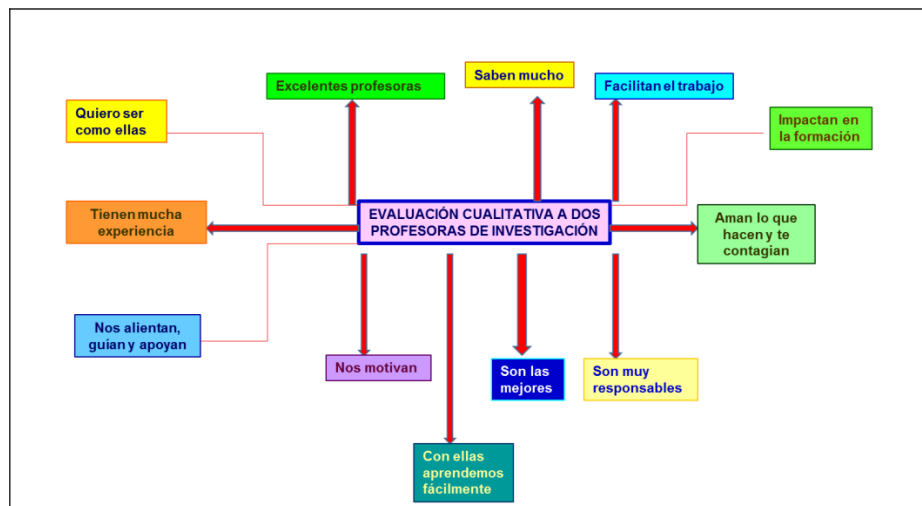 Excelentes profesoras
Saben mucho
Facilitan el trabajo
Quiero ser
como ellas
Impactan en
la formación
Tienen mucha
experiencia
EVALUACIÓN CUALITATIVA A DOS
PROFESORAS DE INVESTIGACIÓN
Aman lo que
hacen y te
contagian
Nos alientan,
guían y apoyan
Nos motivan
Son las
mejores
Son muy
responsables
Con ellas
aprendemos
fácilmente